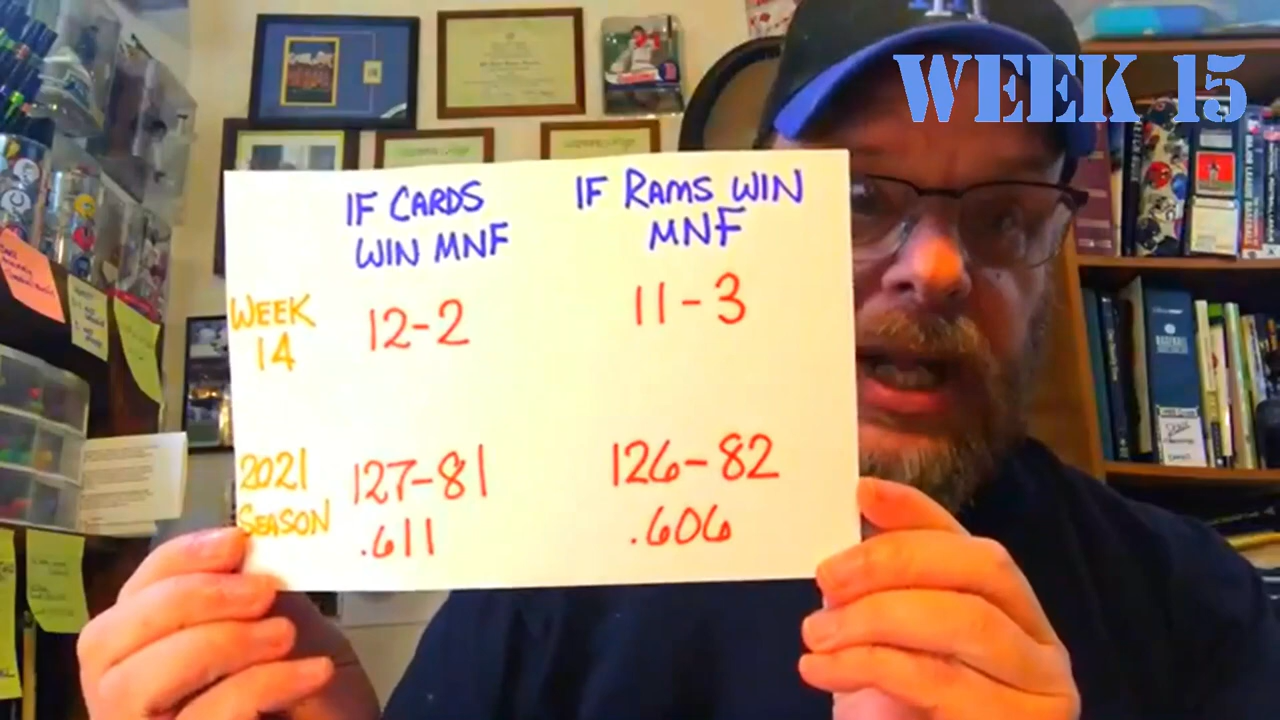 WEEK 15
IF CARDS
WIN MNF
IF RAMS WIN
MNF
WEEK
14
12-2
11-3
2021
SEASON
127-81
.611
126-82
.606